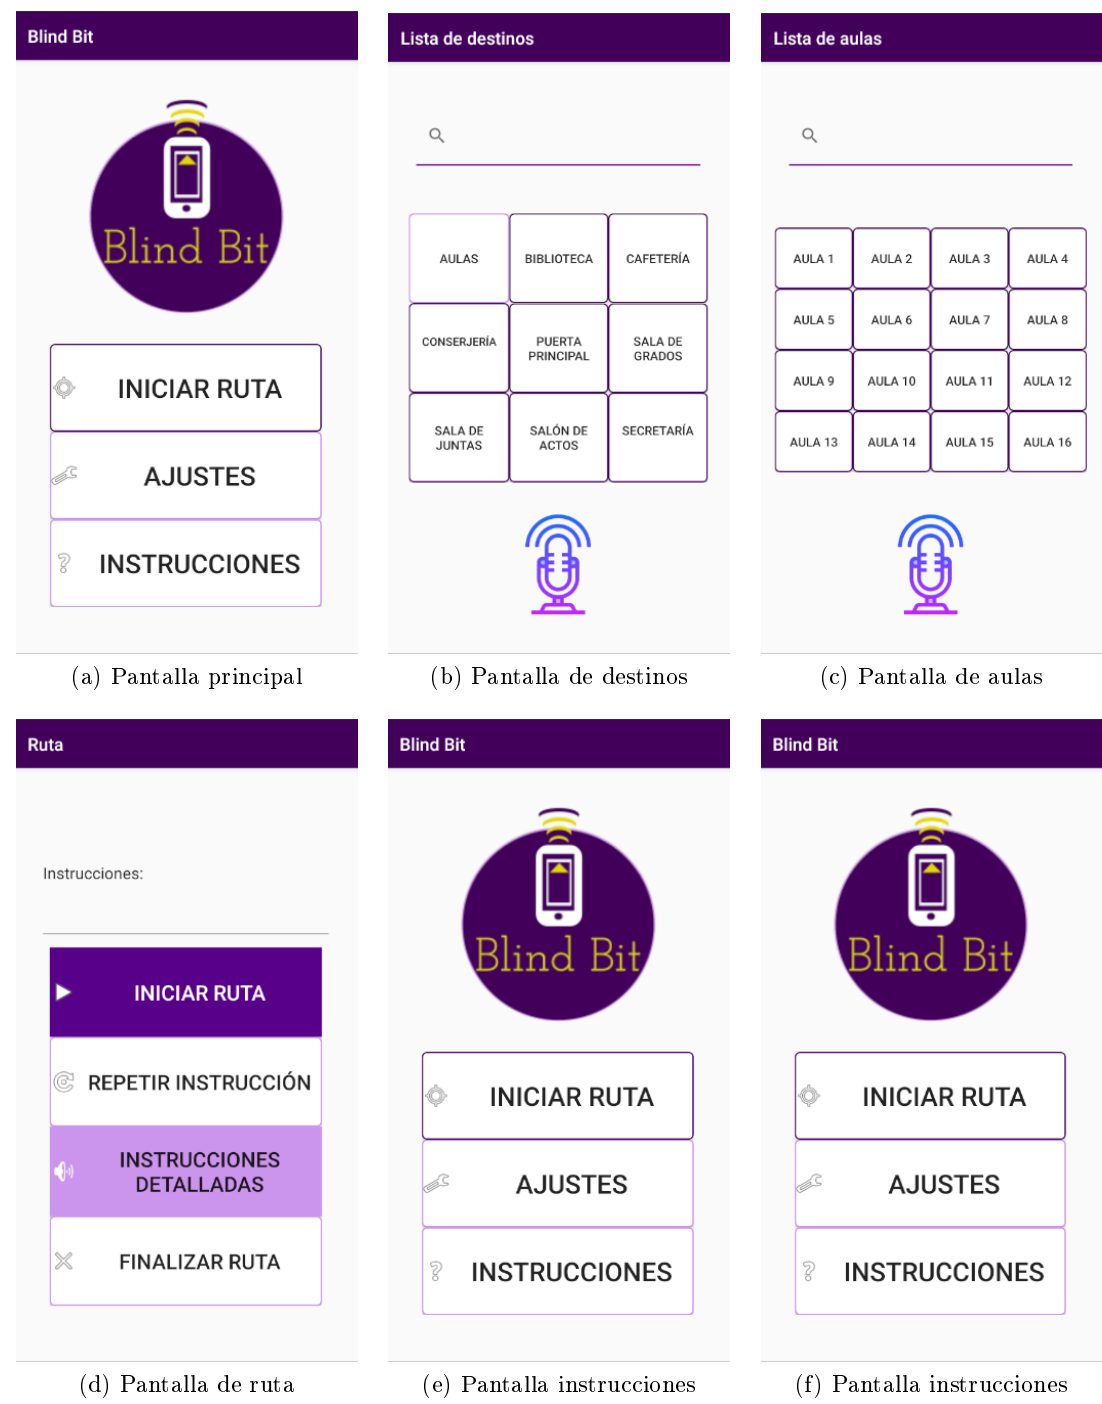 Blind Bit
Blind Bit
INICIAR RUTA
AJUSTES
INSTRUCCIONES
(a) Pantalla principal
Lista de destinos
AULAS
BIBLIOTECA
CAFETERÍA
CONSERJERÍA
PUERTA
PRINCIPAL
SALA DE
GRADOS
SALA DE
JUNTAS
SALÓN DE
ACTOS
SECRETARÍA
(b) Pantalla de destinos
Lista de aulas
AULA 1
AULA 2
AULA 3
AULA 4
AULA 5
AULA 6
AULA 7
AULA 8
AULA 9
AULA 10
AULA 11
AULA 12
AULA 13
AULA 14
AULA 15
AULA 16
(c) Pantalla de aulas
Ruta
Instrucciones:
INICIAR RUTA
REPETIR INSTRUCCIÓN
INSTRUCCIONES
DETALLADAS
FINALIZAR RUTA
(d) Pantalla de ruta
Blind Bit
Blind Bit
INICIAR RUTA
AJUSTES
INSTRUCCIONES
(e) Pantalla instrucciones
Blind Bit
Blind Bit
INICIAR RUTA
AJUSTES
INSTRUCCIONES
(f) Pantalla instrucciones